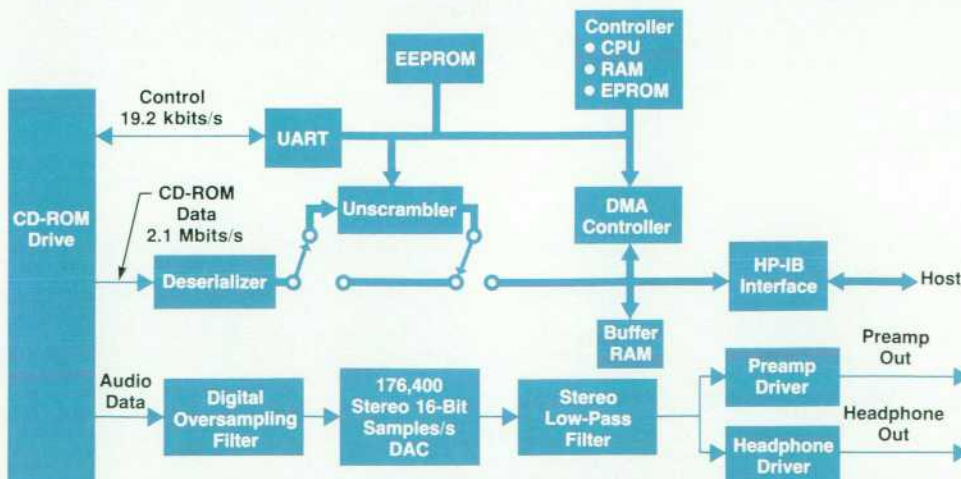 EEPROM
Controller
CPU
RAM
EPROM
Control
19.2 kbits/s
UART
CD-ROM
Drive
CD-ROM
Data
2.1 Mbits/s
Deserializer
Unscrambler
DMA
Controller
HP-IB
Interface
Host
Buffer
RAM
Audio
Data
Digital
Oversampling
Filter
176,400
Stereo 16-Bit
Samples/s
DAC
Stereo
Low-Pass
Filter
Preamp
Driver
Preamp
Out
Headphone
Driver
Headphone
Out